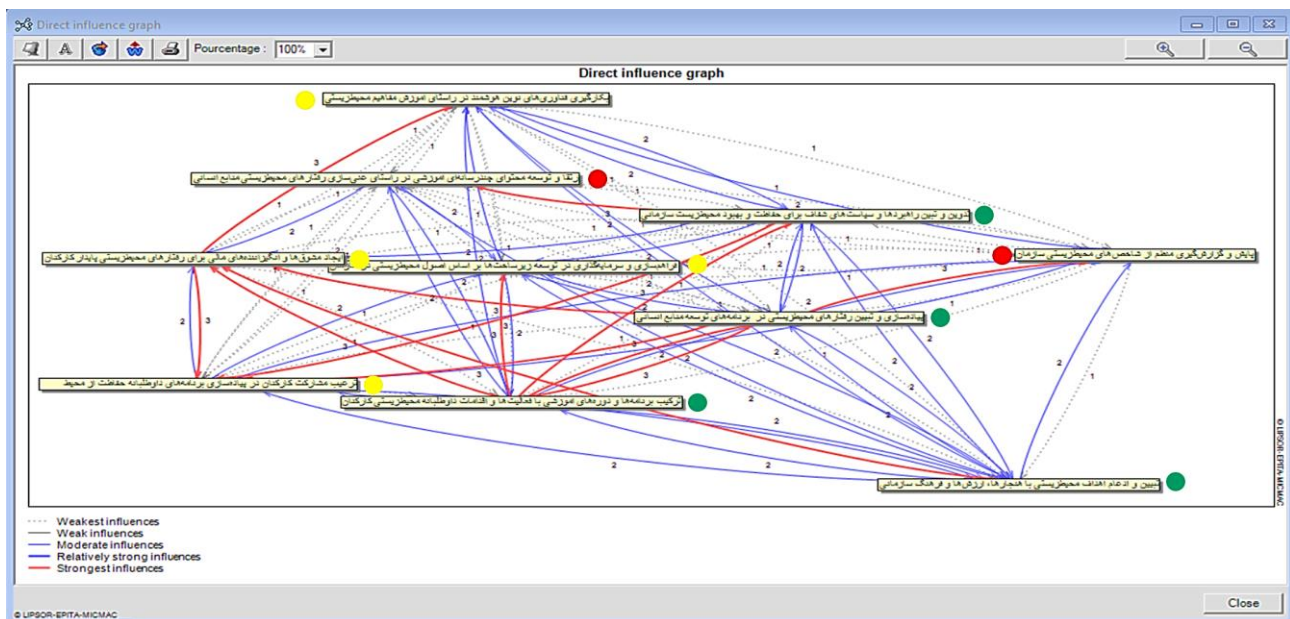 Direct influence graph
Pourcentage : 100%
Direct influence graph
بکارگیری فناوری‌های نوین هوشمند در راستای آموزش مفاهیم محیط‌زیستی
ارتقا و توسعه محتوای چندرسانه‌ای آموزشی در راستای غنی‌سازی رفتارهای محیط‌زیستی منابع انسانی
تدوین و تبیین راهبردها و سیاست‌های شفاف برای حفاظت و بهبود محیط‌زیست سازمانی
ایجاد مشوق‌ها و انگیزاننده‌های مالی برای رفتارهای محیط‌زیستی پایدار کارکنان
فراهم‌سازی و سرمایه‌گذاری در توسعه زیرساخت‌ها بر اساس اصول محیط‌زیستی
پایش و گزارش‌گیری منظم از شاخص‌های محیط‌زیستی سازمان
پیاده‌سازی و تبیین رفتارهای محیط‌زیستی در برنامه‌های توسعه منابع انسانی
ترغیب مشارکت کارکنان در پیاده‌سازی برنامه‌های داوطلبانه حفاظت از محیط
ترکیب برنامه‌ها و دوره‌های آموزشی با فعالیت‌ها و اقدامات داوطلبانه محیط‌زیستی کارکنان
تبیین و ادغام اهداف محیط‌زیستی با هنجارها، ارزش‌ها و فرهنگ سازمانی
Weakest influences
Weak influences
Moderate influences
Relatively strong influences
Strongest influences
© LIPSOR-EPITA-MICMAC
© LIPSOR-EPITA-MICMAC
Close